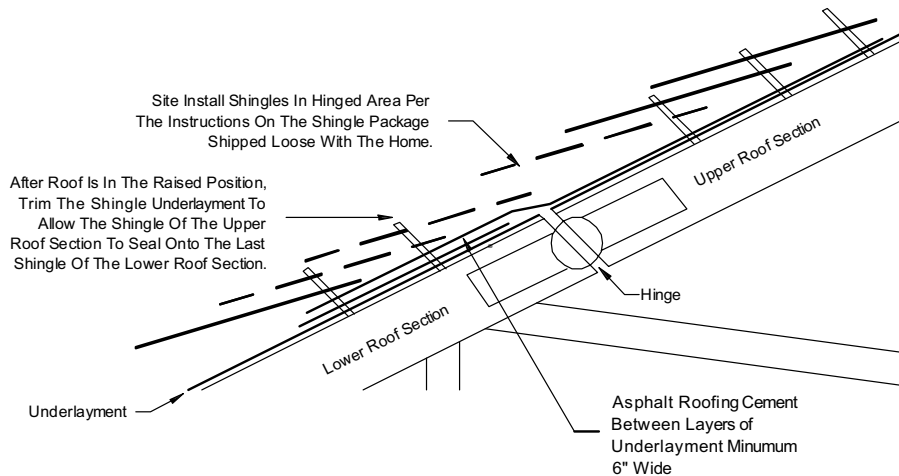 Site Install Shingles In Hinged Area Per
The Instructions On The Shingle Package
Shipped Loose With The Home.
After Roof Is In The Raised Position,
Trim The Shingle Underlayment To
Allow The Shingle Of The Upper
Roof Section To Seal Onto The Last
Shingle Of The Lower Roof Section.
Upper Roof Section
Hinge
Lower Roof Section
Underlayment
Asphalt Roofing Cement
Between Layers of
Underlayment Minumum
6" Wide